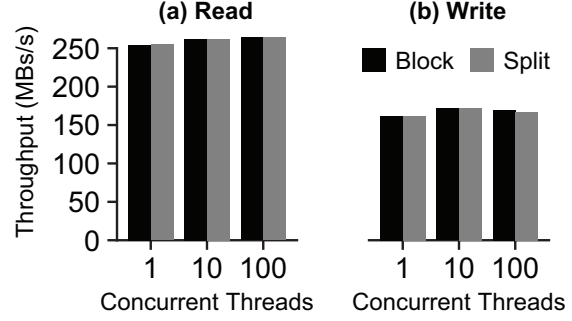 (a) Read
(b) Write
Throughput (MBs/s)
250
200
150
100
50
0
Block
Split
1 10 100
1 10 100
Concurrent Threads
Concurrent Threads